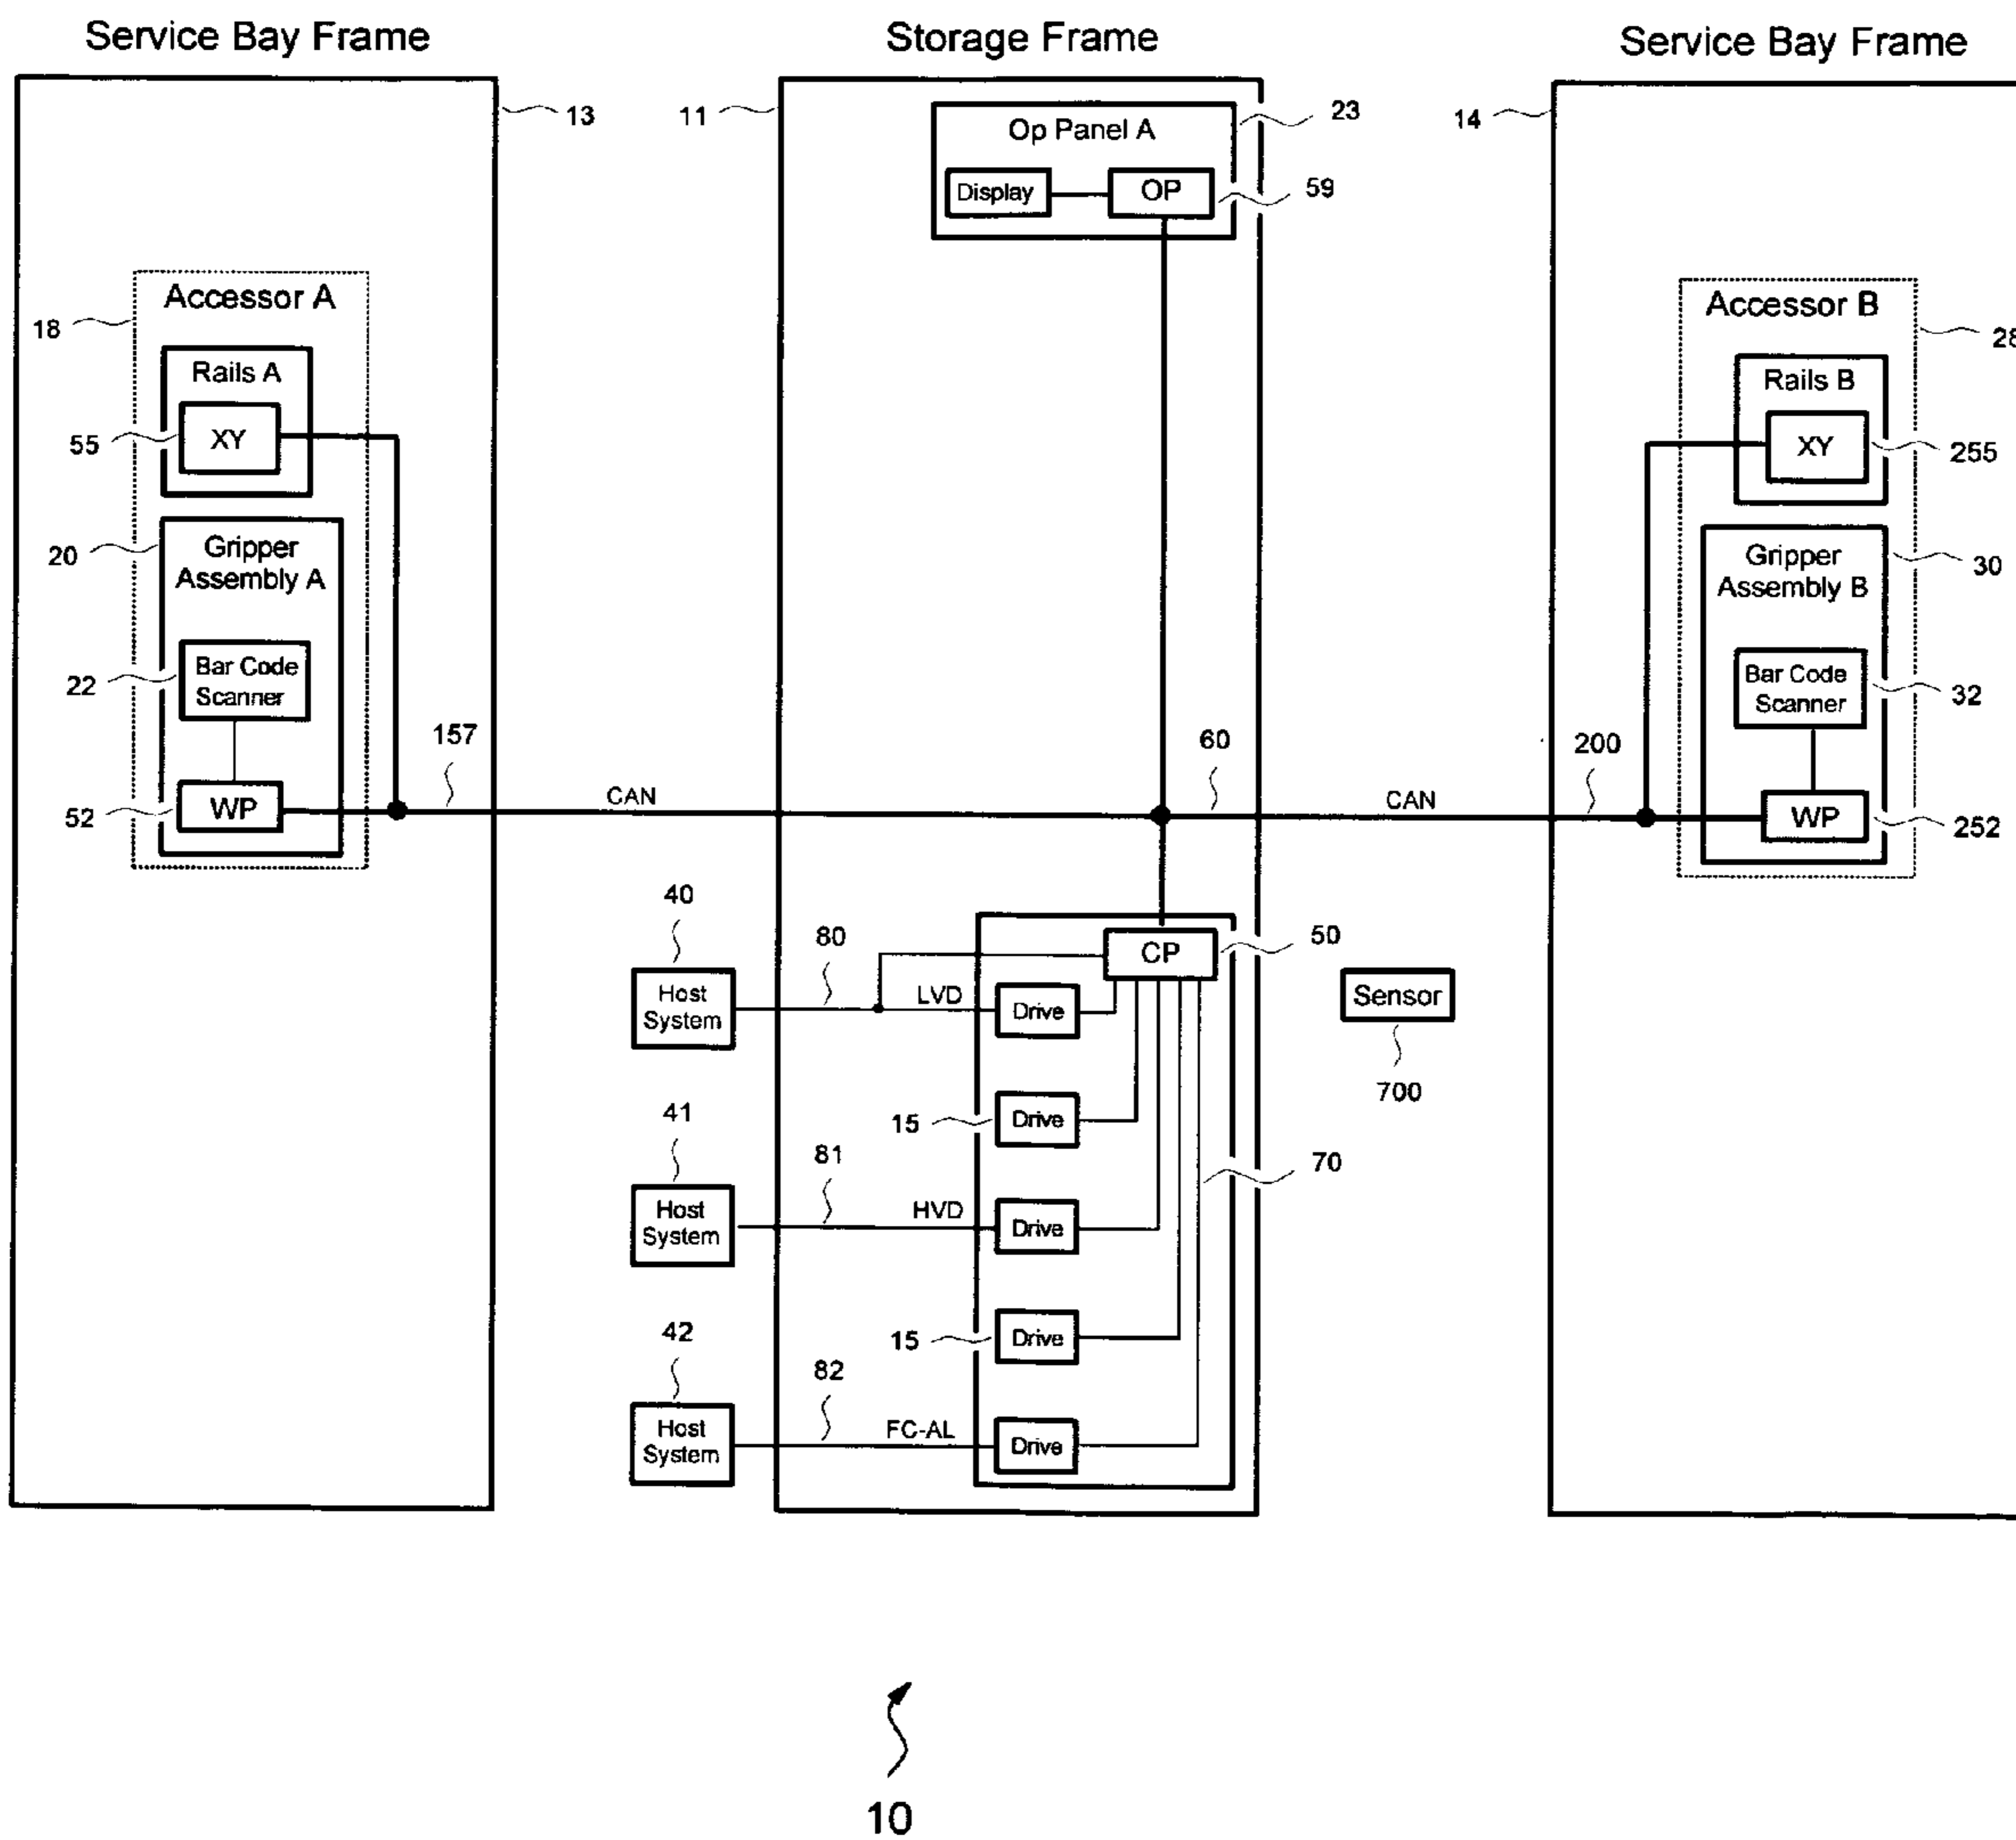 Service Bay Frame
Storage Frame
Service Bay Frame
13
11
23
14
Op Panel A
Display
OP
59
Accessor A
18
Rails A
XY
55
20
Gripper
Assembly A
22
Bar Code
Scanner
52
WP
157
CAN
60
CAN
200
Accessor B
28
Rails B
XY
255
Gripper
Assembly B
30
Bar Code
Scanner
32
WP
252
40
Host
System
80
LVD
Drive
CP
50
Sensor
700
15
Drive
41
Host
System
81
HVD
Drive
70
15
Drive
42
Host
System
82
FC-AL
Drive
10